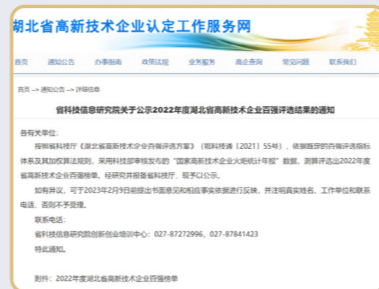 湖北省高新技术企业认定工作服务网
首页 通知公告 办事指南 政策法规 业务服务 高企查询 常见问题 联系我们
首页 -> 通知公告 -> 详细信息
省科技信息研究院关于公示2022年度湖北省高新技术企业百强评选结果的通知
各有关单位：
按照省科技厅《湖北省高新技术企业百强评选方案》（鄂科技通〔2021〕55号），依据既定的百强评选指标
体系及其加权算法规则，采用科技部审核发布的“国家高新技术企业火炬统计年报”数据，测算评选出2022年度
省高新技术企业百强榜单。经研究并报备省科技厅，现予以公示。
如有异议，可于2023年2月9日前提出书面意见和相应事实依据进行反映，并注明真实姓名、工作单位和联系
电话，否则不予受理。
联系电话：
省科技信息研究院创新创业培训中心：027-87272996，027-87841423
特此通知。
附件：2022年度湖北省高新技术企业百强榜单